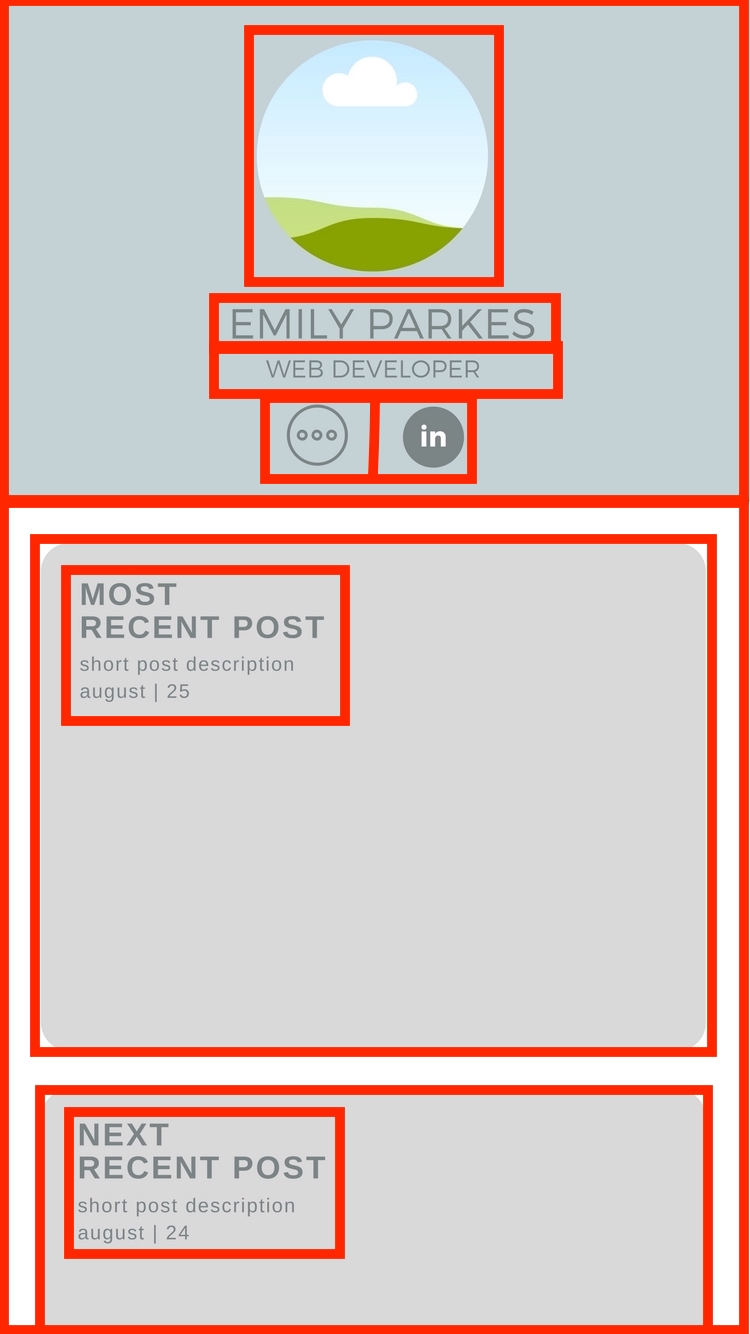 EMILY PARKES
WEB DEVELOPER
in
MOST
RECENT POST
short post description
august | 25
NEXT
RECENT POST
short post description
august | 24